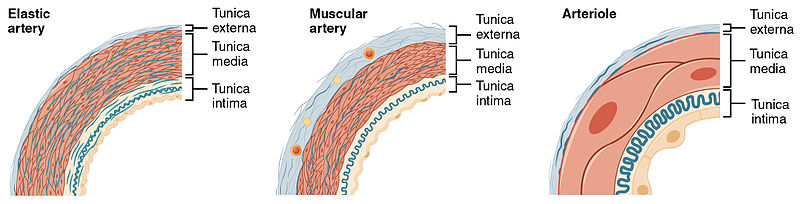 Elastic
artery
Tunica
externa
Tunica
media
Tunica
intima
Muscular
artery
Tunica
externa
Tunica
media
Tunica
intima
Arteriole
Tunica
externa
Tunica
media
Tunica
intima